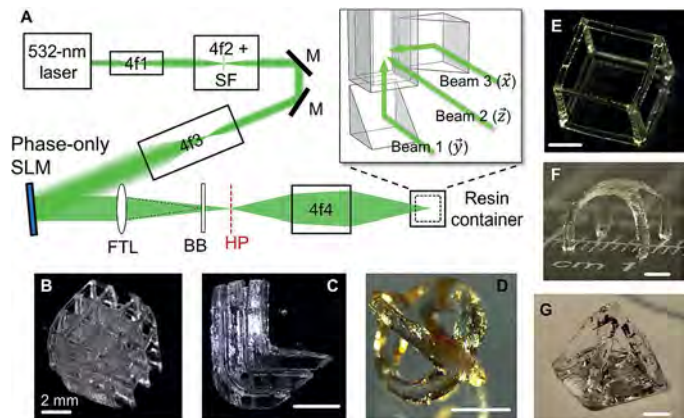 A
532-nm
laser
4f1
4f2 +
SF
M
M
4f3
Phase-only
SLM
FTL
BB
HP
4f4
Resin
container
Beam 3 (x⃗)
Beam 2 (z⃗)
Beam 1 (y⃗)
B
2 mm
C
D
E
F
cm 1
G